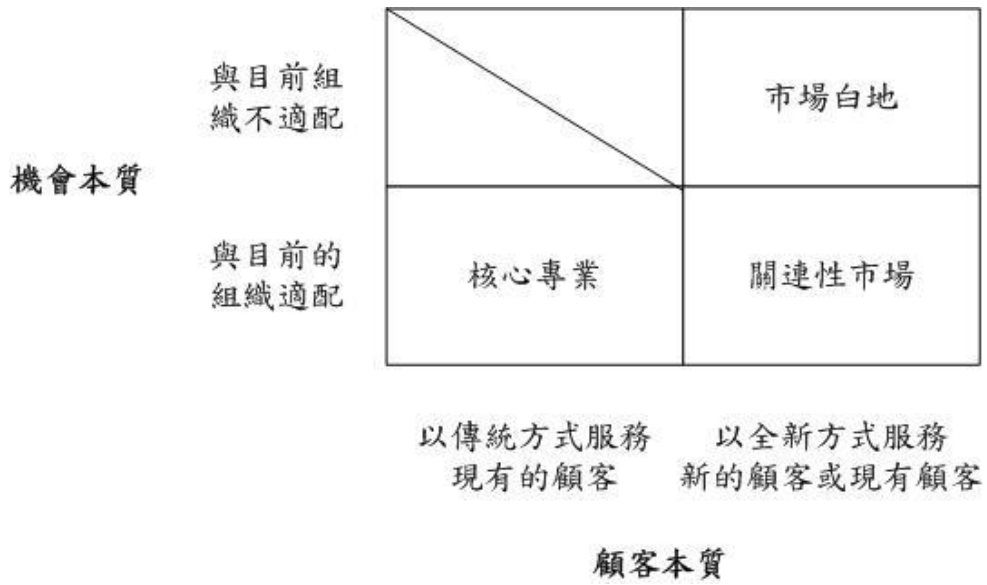 與目前組
織不適配
市場白地
機會本質
與目前的
組織適配
核心專業
關連性市場
以傳統方式服務
現有的顧客
以全新方式服務
新的顧客或現有顧客
顧客本質